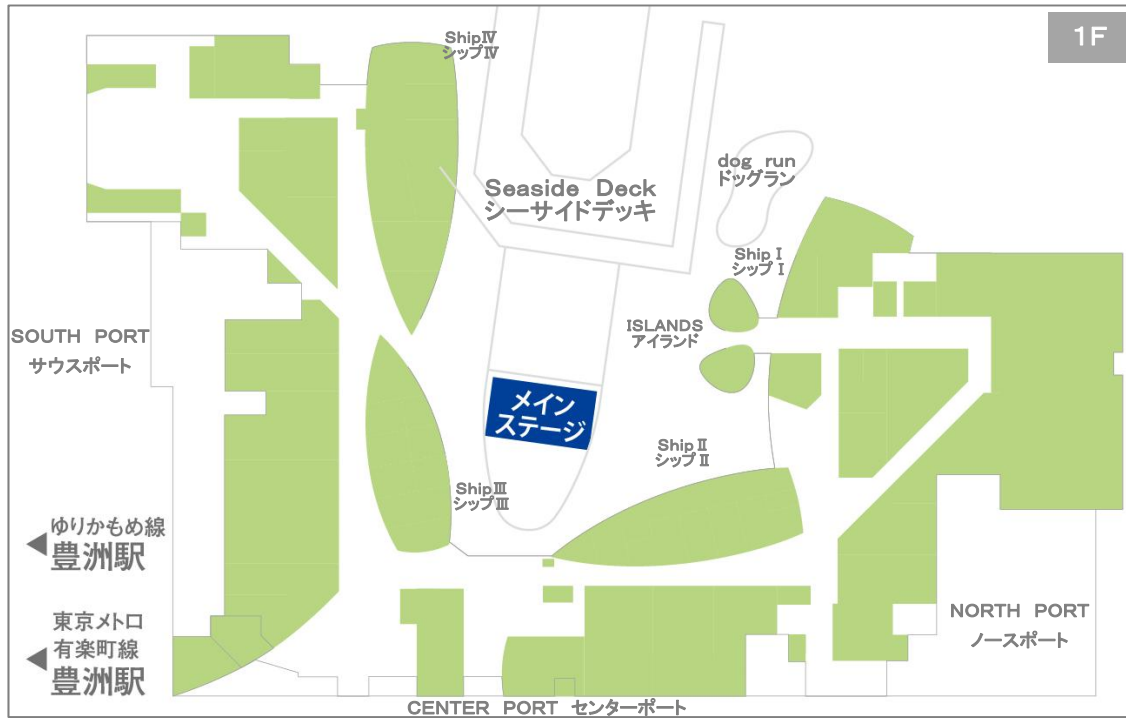 1F
ShipⅣ
シップⅣ
dog run
ドッグラン
Seaside Deck
シーサイドデッキ
Ship Ⅰ
シップ Ⅰ
ISLANDS
アイランド
SOUTH PORT
サウスポート
メイン
ステージ
Ship Ⅱ
シップ Ⅱ
ShipⅢ
シップⅢ
ゆりかもめ線
豊洲駅
東京メトロ
有楽町線
豊洲駅
NORTH PORT
ノースポート
CENTER PORT センターポート